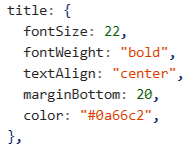 title: {
  fontSize: 22,
  fontWeight: "bold",
  textAlign: "center",
  marginBottom: 20,
  color: "#0a66c2",
},